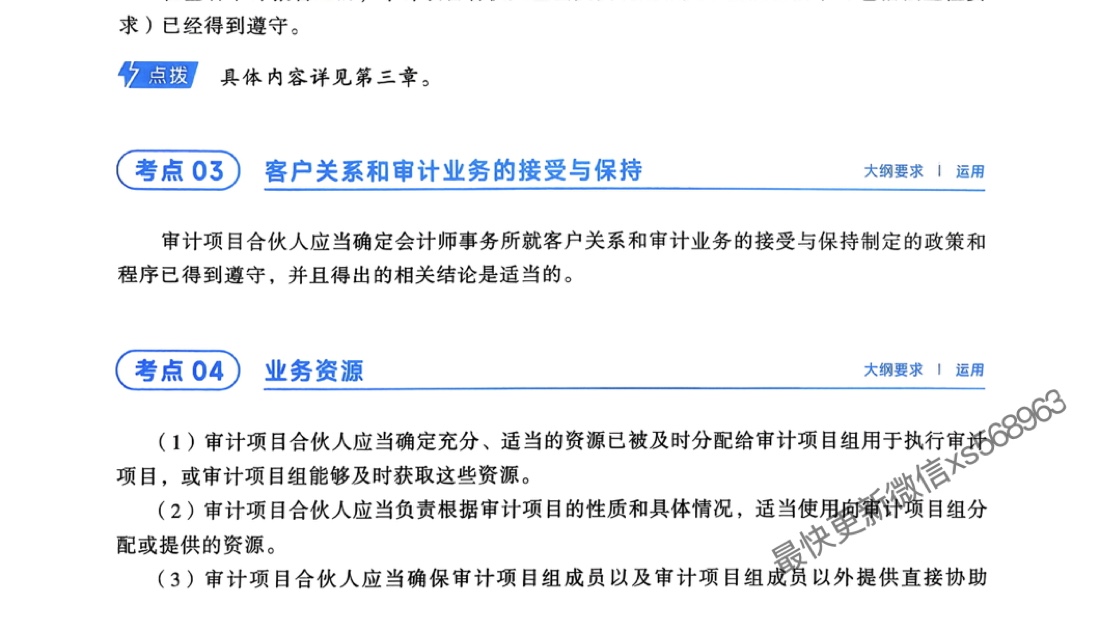 求）已经得到遵守。
点拨 具体内容详见第三章。
考点 03 客户关系和审计业务的接受与保持 大纲要求 | 运用
审计项目合伙人应当确定会计师事务所就客户关系和审计业务的接受与保持制定的政策和
程序已得到遵守，并且得出的相关结论是适当的。
考点 04 业务资源 大纲要求 | 运用
（1）审计项目合伙人应当确定充分、适当的资源已被及时分配给审计项目组用于执行审计
项目，或审计项目组能够及时获取这些资源。
（2）审计项目合伙人应当负责根据审计项目的性质和具体情况，适当使用向审计项目组分
配或提供的资源。
（3）审计项目合伙人应当确保审计项目组成员以及审计项目组成员以外提供直接协助
最快更新微信xs568963